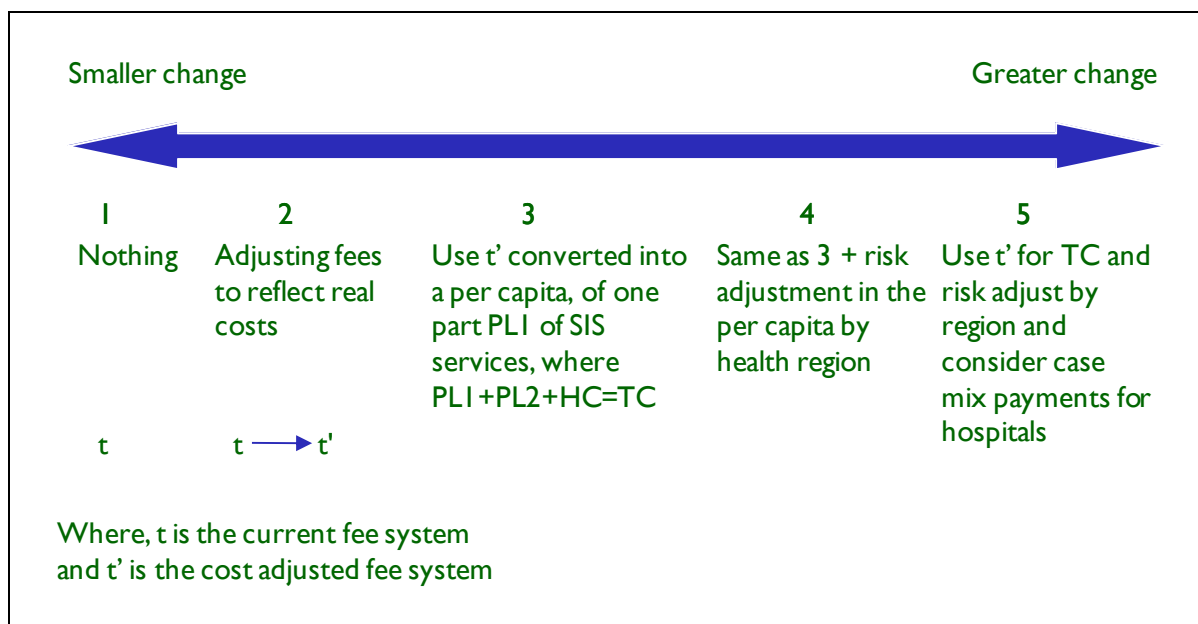 Smaller change
Greater change
1
Nothing
2
Adjusting fees
to reflect real
costs
3
Use t’ converted into
a per capita, of one
part PL1 of SIS
services, where
PL1+PL2+HC=TC
4
Same as 3 + risk
adjustment in the
per capita by
health region
5
Use t’ for TC and
risk adjust by
region and
consider case
mix payments for
hospitals
t
t t'
Where, t is the current fee system
and t’ is the cost adjusted fee system